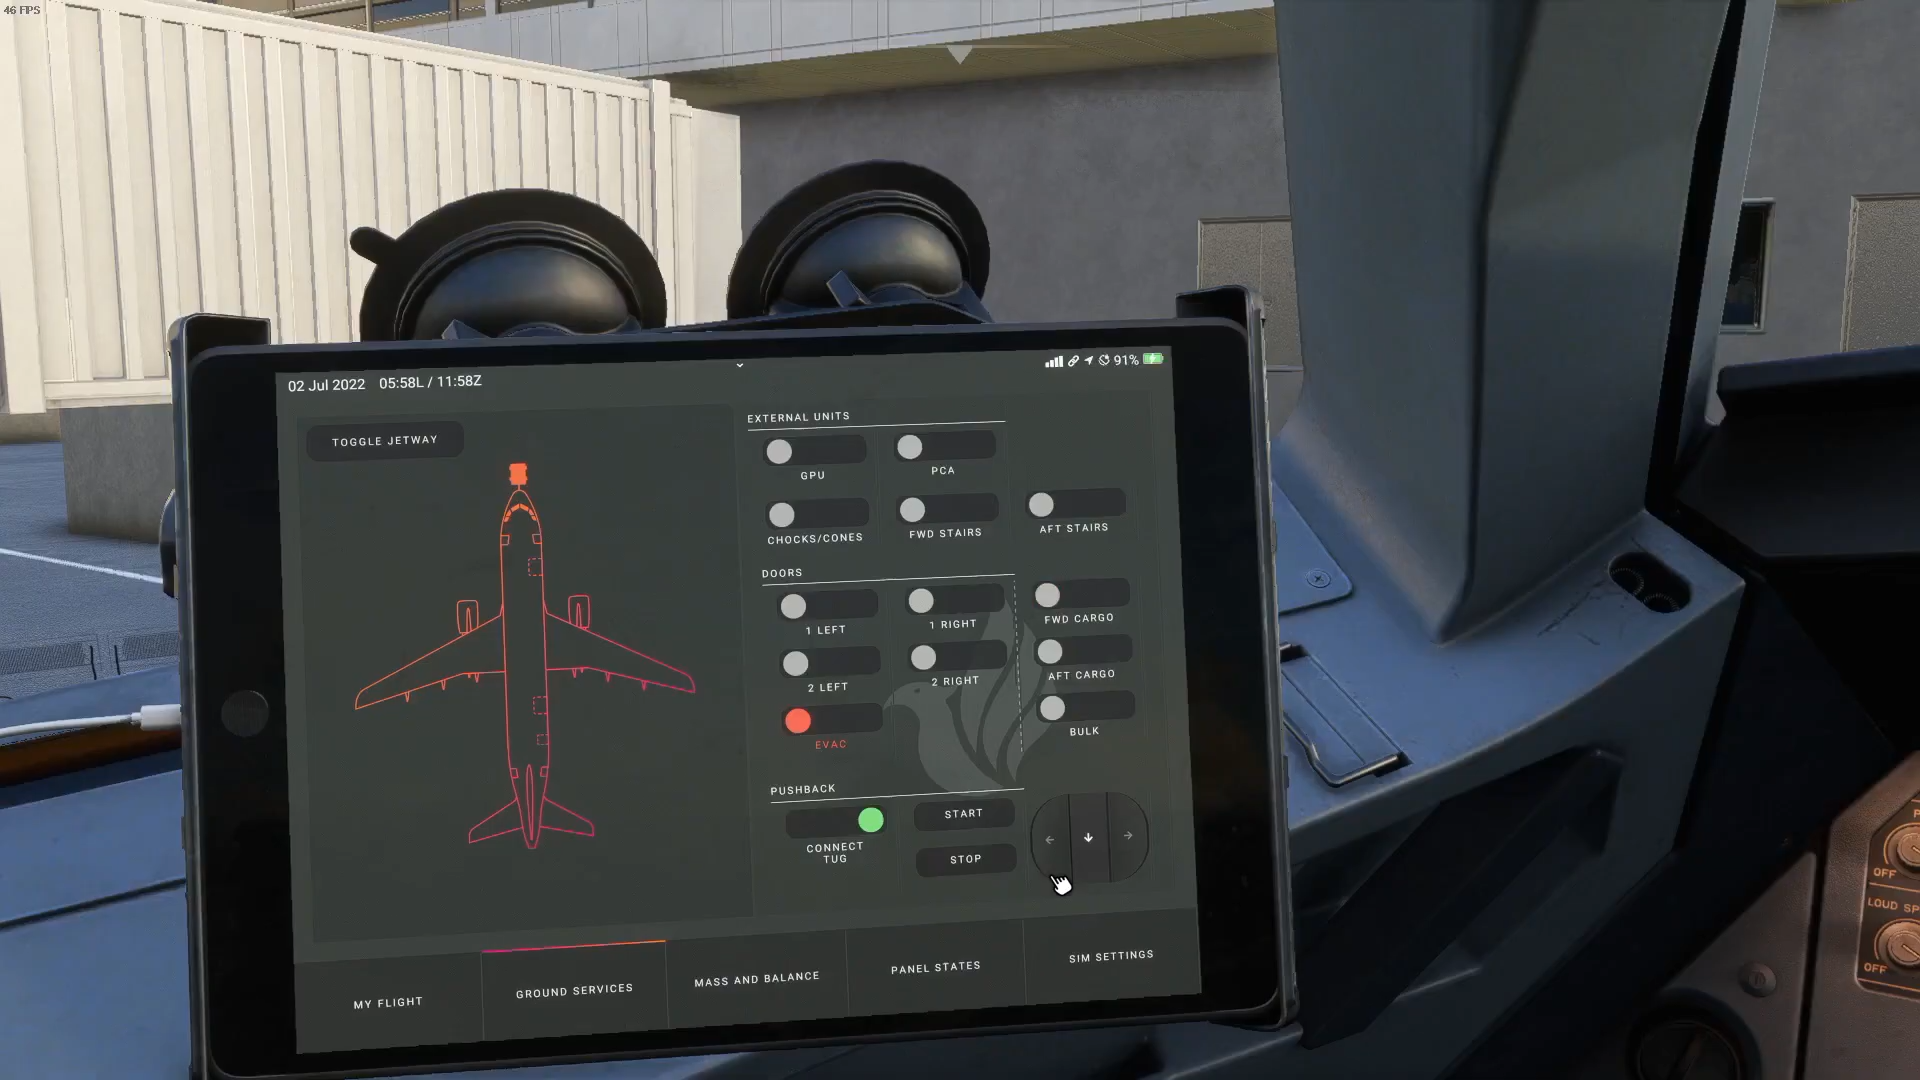 46 FPS
02 Jul 2022 05:58L / 11:58Z
91%
TOGGLE JETWAY
EXTERNAL UNITS
GPU
PCA
CHOCKS/CONES
FWD STAIRS
AFT STAIRS
DOORS
1 LEFT
1 RIGHT
FWD CARGO
2 LEFT
2 RIGHT
AFT CARGO
EVAC
BULK
PUSHBACK
CONNECT
TUG
START
STOP
MY FLIGHT
GROUND SERVICES
MASS AND BALANCE
PANEL STATES
SIM SETTINGS
OFF
LOUD SP
OFF